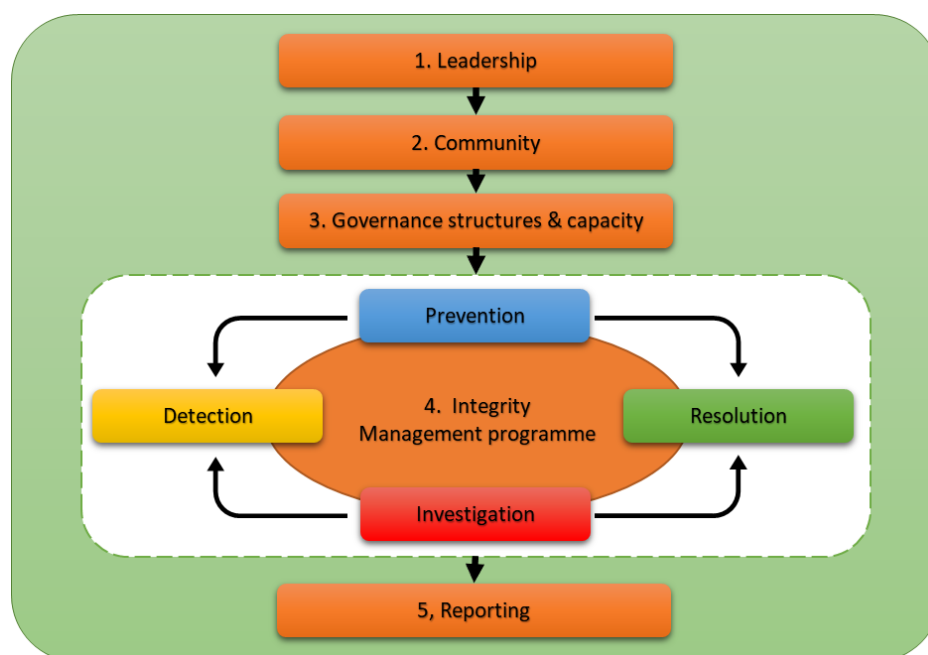 1. Leadership
2. Community
3. Governance structures & capacity
Prevention
Detection
4. Integrity
Management programme
Resolution
Investigation
5, Reporting